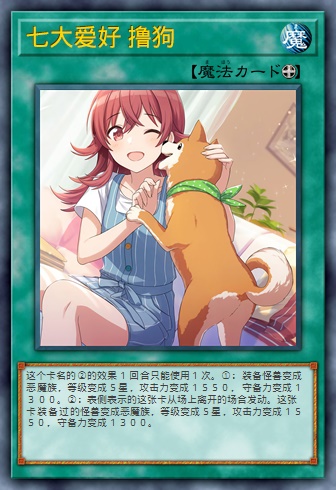 七大爱好 撸狗
魔
【魔法カード】
ま ほう
这个卡名的②的效果１回合只能使用１次。①：装备怪兽变成
恶魔族，等级变成５星，攻击力变成１５５０，守备力变成１
３００。②：表侧表示的这张卡从场上离开的场合发动。这张
卡装备过的怪兽变成恶魔族，等级变成５星，攻击力变成１５
５０，守备力变成１３００。